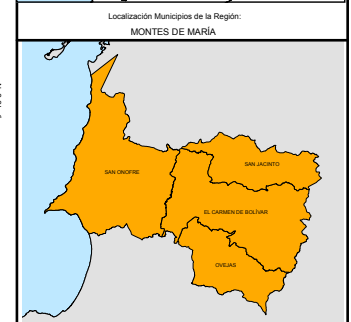 Localización Municipios de la Región:
MONTES DE MARÍA
SAN JACINTO
SAN ONOFRE
EL CARMEN DE BOLÍVAR
OVEJAS